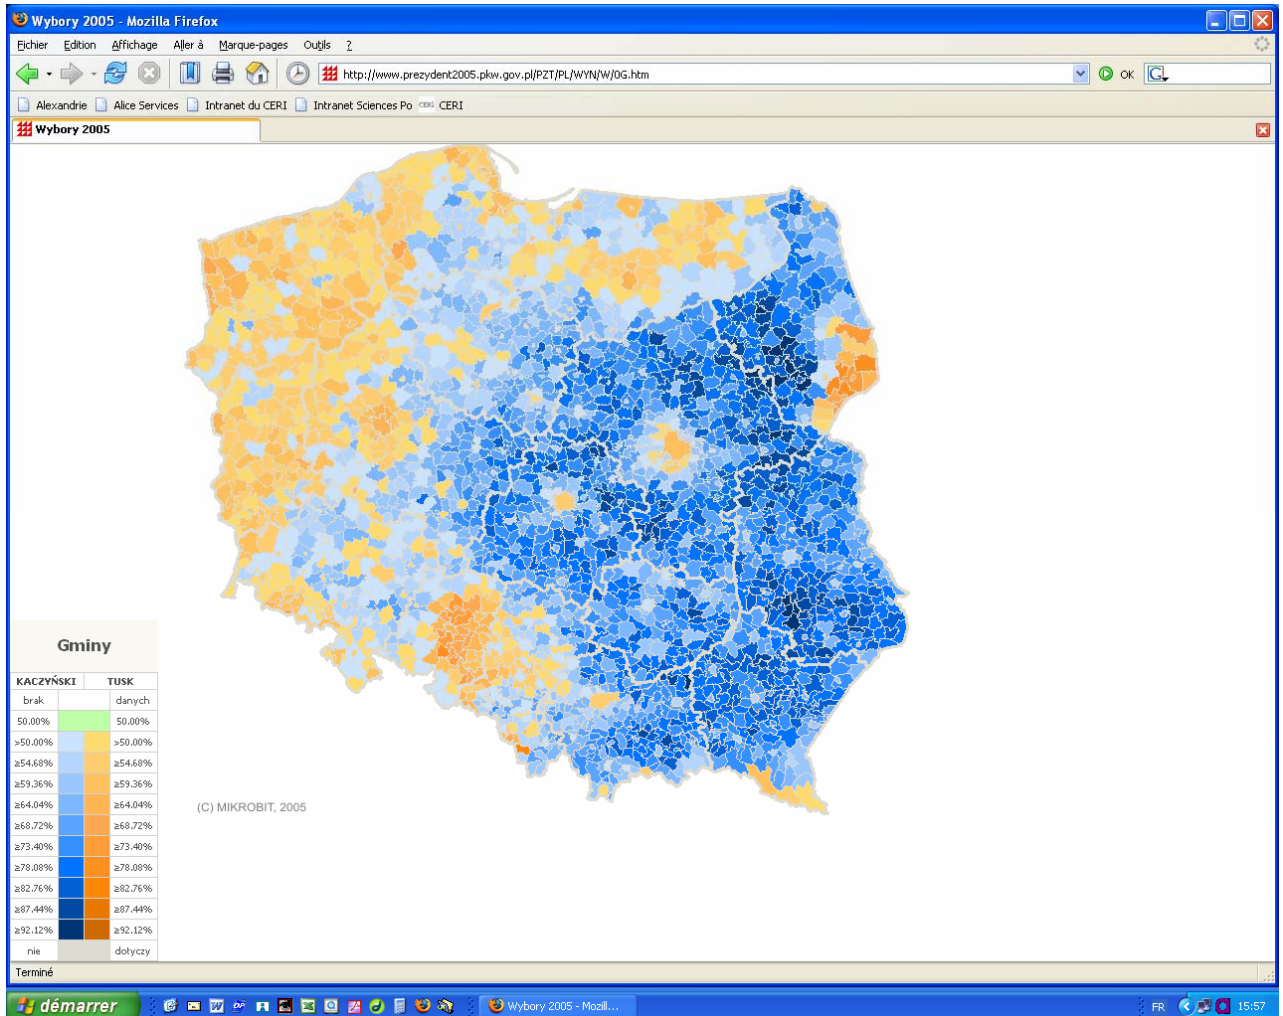 Wybory 2005 - Mozilla Firefox
Fichier Edition Affichage Aller à Marque-pages Outils ?
http://www.prezydent2005.pkw.gov.pl/PZT/PL/WYN/W/0G.htm OK G
Alexandrie Alice Services Intranet du CERI Intranet Sciences Po CERI CERI
Wybory 2005
Gminy
KACZYŃSKI TUSK
brak danych
50.00% 50.00%
>50.00% >50.00%
≥54.68% ≥54.68%
≥59.36% ≥59.36%
≥64.04% ≥64.04%
≥68.72% ≥68.72%
≥73.40% ≥73.40%
≥78.08% ≥78.08%
≥82.76% ≥82.76%
≥87.44% ≥87.44%
≥92.12% ≥92.12%
nie dotyczy
(C) MIKROBIT, 2005
Terminé
démarrer Wybory 2005 - Mozill... FR 15:57